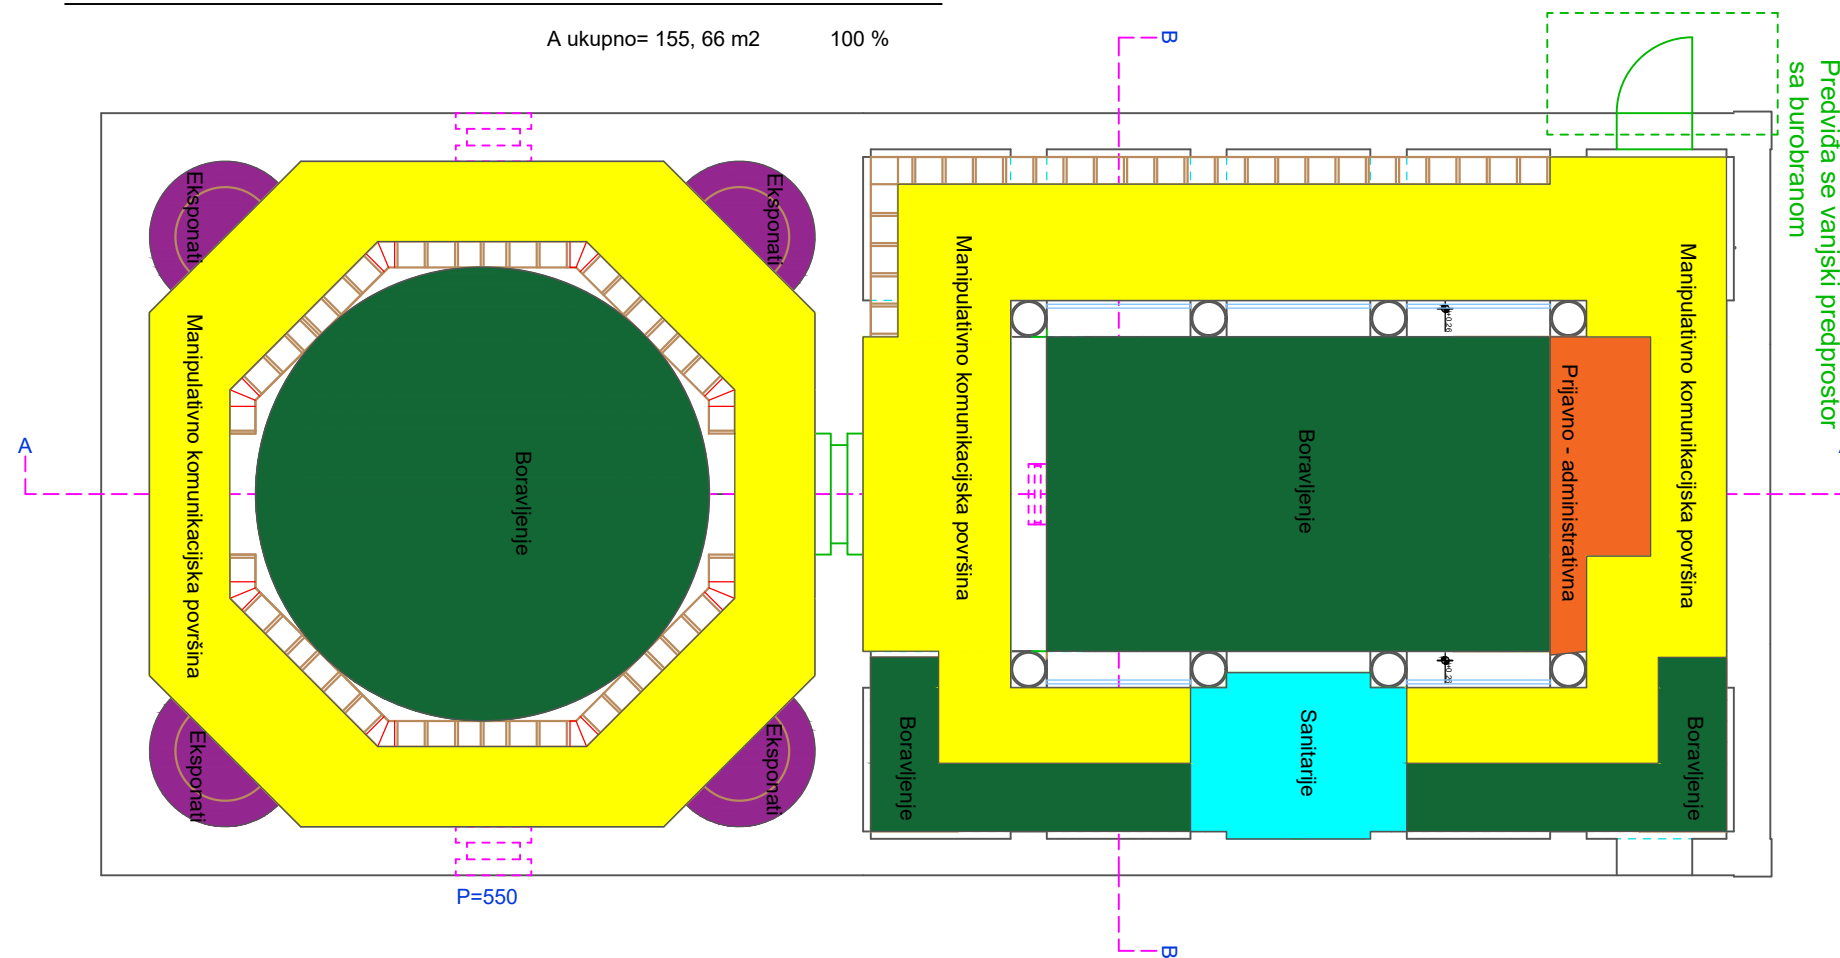 A ukupno= 155, 66 m2 100 %
B
Predviđa se vanjski predprostor
sa burobranom
Eksponati
Eksponati
Manipulativno komunikacijska površina
Boravljenje
Eksponati
Eksponati
A
P=550
Manipulativno komunikacijska površina
Boravljenje
Prijavno - administrativna
Manipulativno komunikacijska površina
Boravljenje
Sanitarije
Boravljenje
B